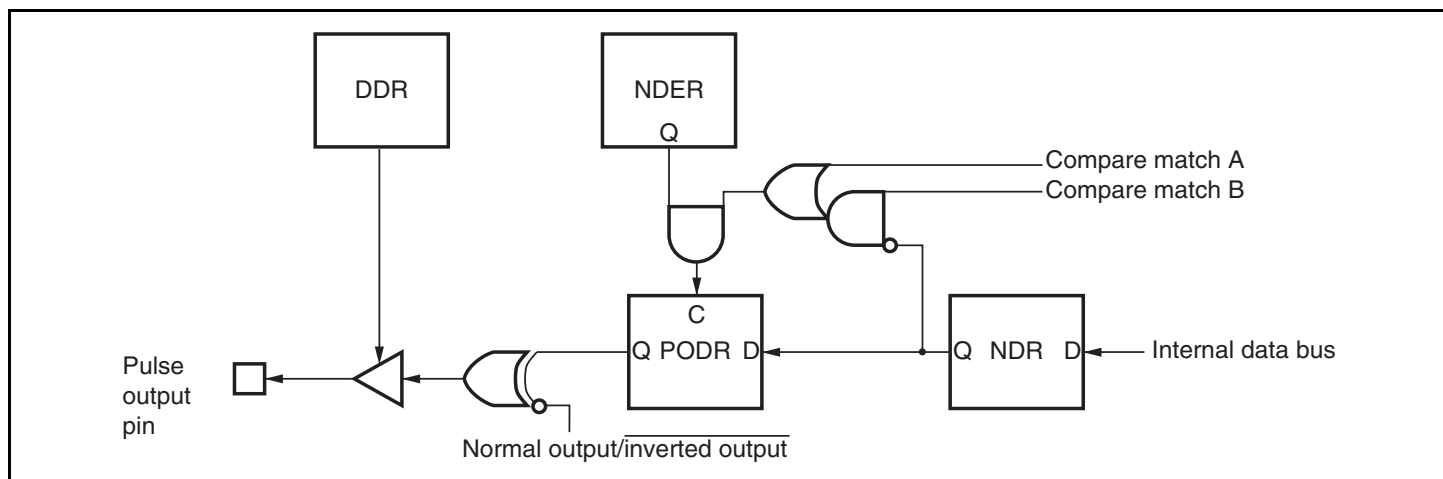 DDR
NDER
Q
Compare match A
Compare match B
C
Q PODR D
Q NDR D
Internal data bus
Pulse
output
pin
Normal output/inverted output